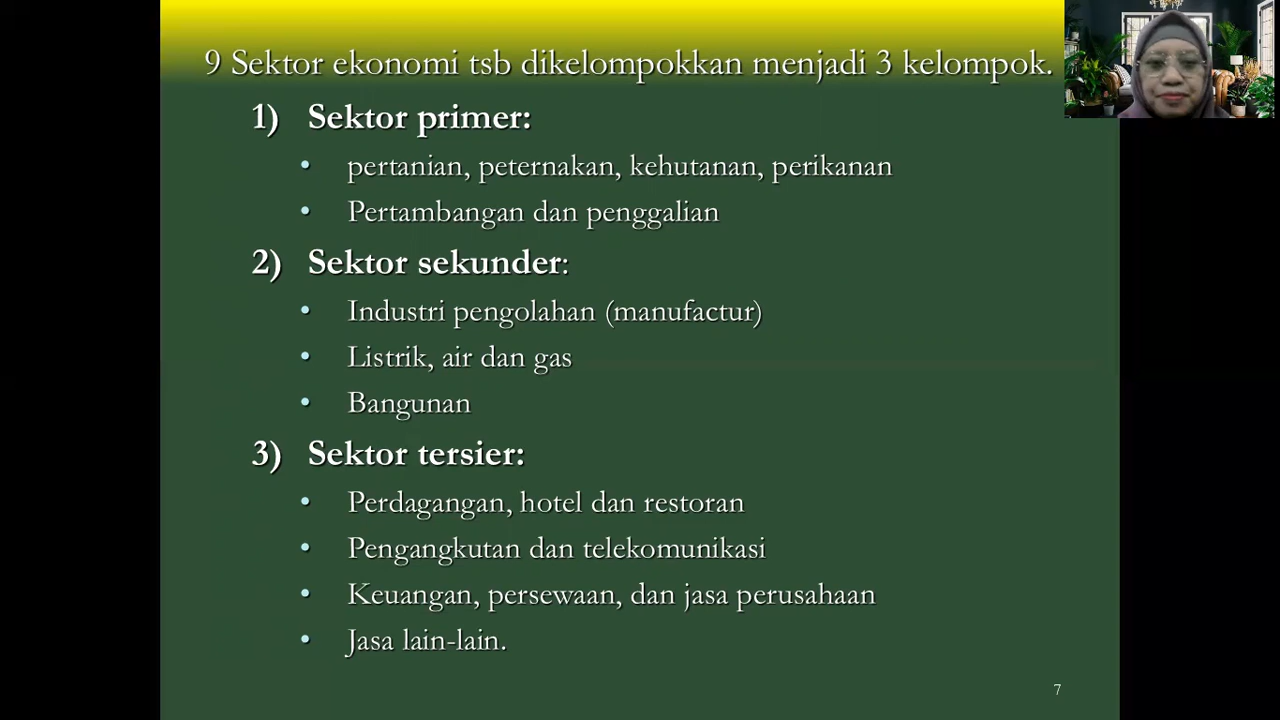 9 Sektor ekonomi tsb dikelompokkan menjadi 3 kelompok.
1) Sektor primer:
• pertanian, peternakan, kehutanan, perikanan
• Pertambangan dan penggalian
2) Sektor sekunder:
• Industri pengolahan (manufactur)
• Listrik, air dan gas
• Bangunan
3) Sektor tersier:
• Perdagangan, hotel dan restoran
• Pengangkutan dan telekomunikasi
• Keuangan, persewaan, dan jasa perusahaan
• Jasa lain-lain.
7